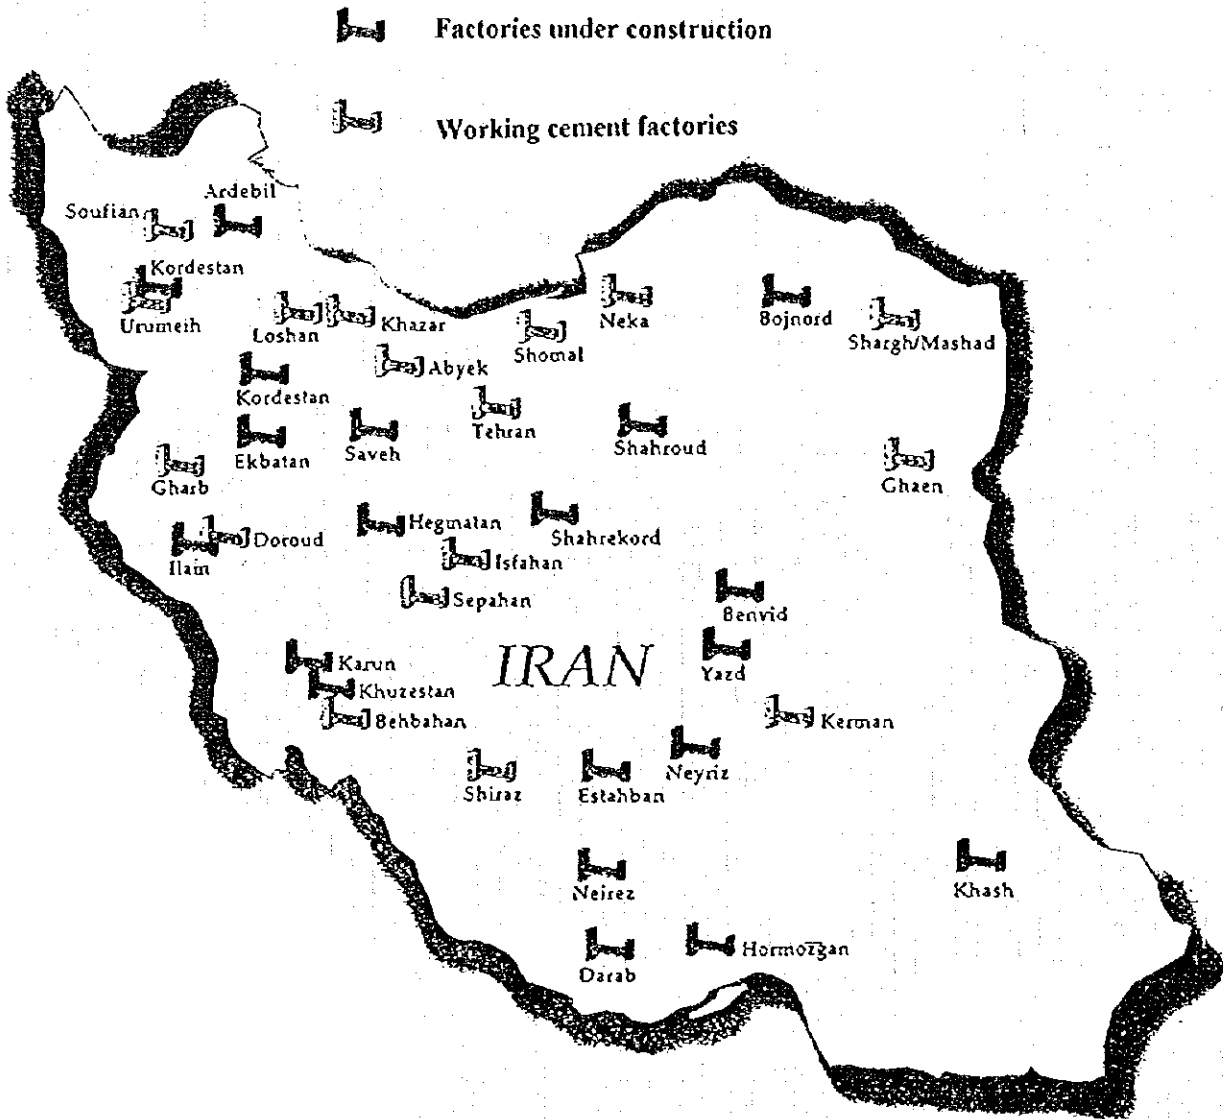 Factories under construction
Working cement factories
Ardebil
Soufian
Kordestan
Urumeih
Loshan
Khazar
Neka
Bojnord
Shomal
Shargh/Mashad
Abyek
Kordestan
Tehran
Ekbatan
Saveh
Shahroud
Gharb
Ghaen
Hegmatan
Doroud
Shahrekord
Ilam
Isfahan
Sepahan
Benvid
IRAN
Karun
Yazd
Khuzestan
Behbahan
Kerman
Neyriz
Shiraz
Estahban
Neirez
Khash
Hormozgan
Darab